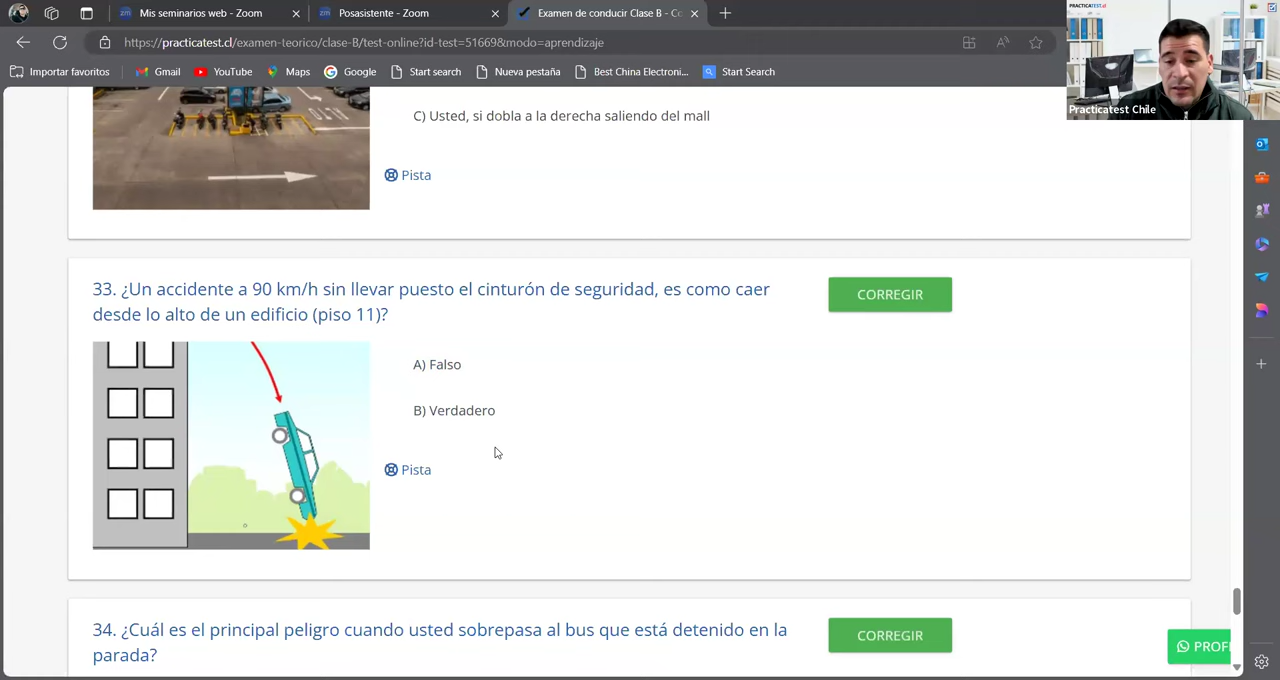 Mis seminarios web - Zoom
Posasistente - Zoom
Examen de conducir Clase B - Co
PRACTICATEST.cl
https://practicatest.cl/examen-teorico/clase-B/test-online?id-test=51669&modo=aprendizaje
Importar favoritos
Gmail
YouTube
Maps
Google
Start search
Nueva pestaña
Best China Electroni...
Start Search
Practicatest Chile
C) Usted, si dobla a la derecha saliendo del mall
Pista
33. ¿Un accidente a 90 km/h sin llevar puesto el cinturón de seguridad, es como caer
desde lo alto de un edificio (piso 11)?
CORREGIR
A) Falso
B) Verdadero
Pista
34. ¿Cuál es el principal peligro cuando usted sobrepasa al bus que está detenido en la
parada?
CORREGIR
PROF